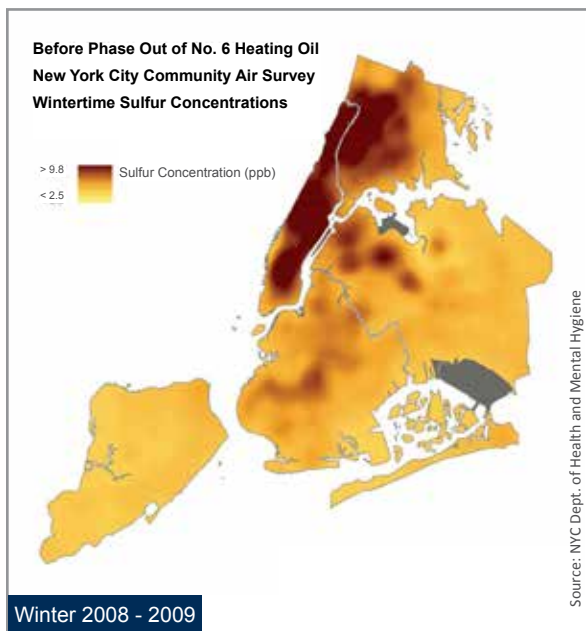 Before Phase Out of No. 6 Heating Oil
New York City Community Air Survey
Wintertime Sulfur Concentrations
> 9.8
Sulfur Concentration (ppb)
< 2.5
Source: NYC Dept. of Health and Mental Hygiene
Winter 2008 - 2009